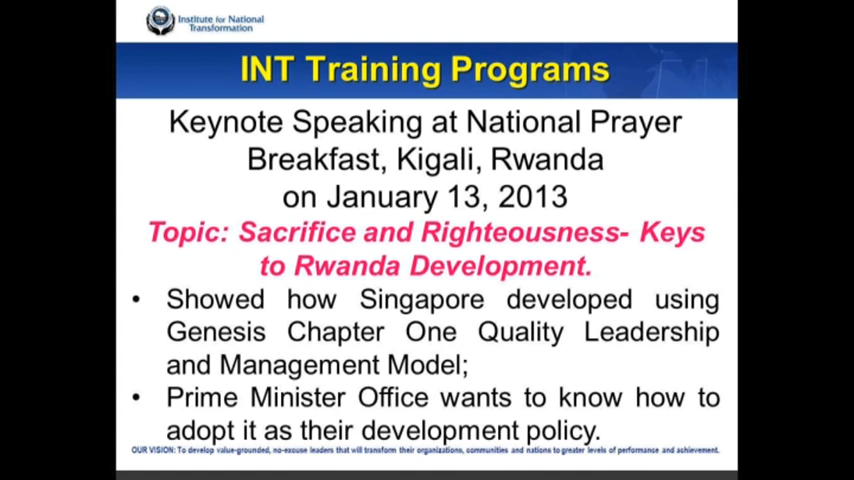 Institute for National
Transformation
INT Training Programs
Keynote Speaking at National Prayer
Breakfast, Kigali, Rwanda
on January 13, 2013
Topic: Sacrifice and Righteousness- Keys
to Rwanda Development.
• Showed how Singapore developed using
Genesis Chapter One Quality Leadership
and Management Model;
• Prime Minister Office wants to know how to
adopt it as their development policy.
OUR VISION: To develop value-grounded, no-excuse leaders that will transform their organizations, communities and nations to greater levels of performance and achievement.